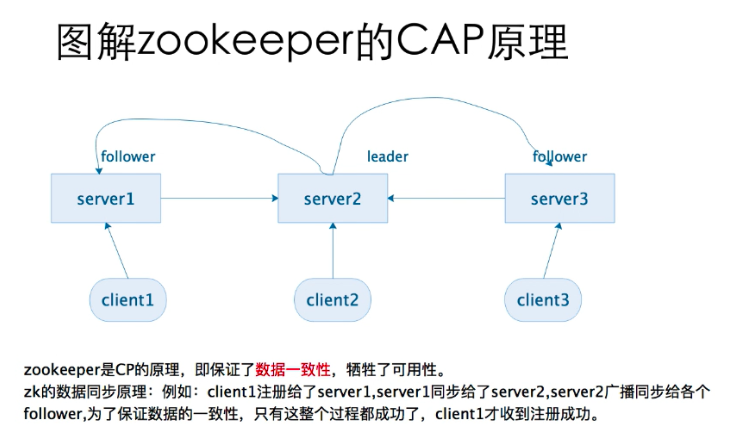 图解zookeeper的CAP原理
follower
leader
follower
server1
server2
server3
client1
client2
client3
zookeeper是CP的原理，即保证了数据一致性，牺牲了可用性。
zk的数据同步原理：例如：client1注册给了server1,server1同步给了server2,server2广播同步给各个
follower,为了保证数据的一致性，只有这整个过程都成功了，client1才收到注册成功。